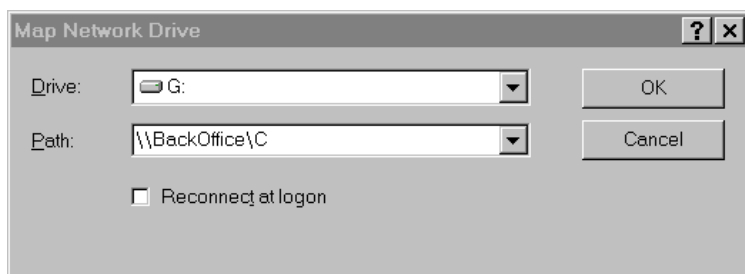 Map Network Drive
Drive: G: OK
Path: \\BackOffice\C Cancel
Reconnect at logon